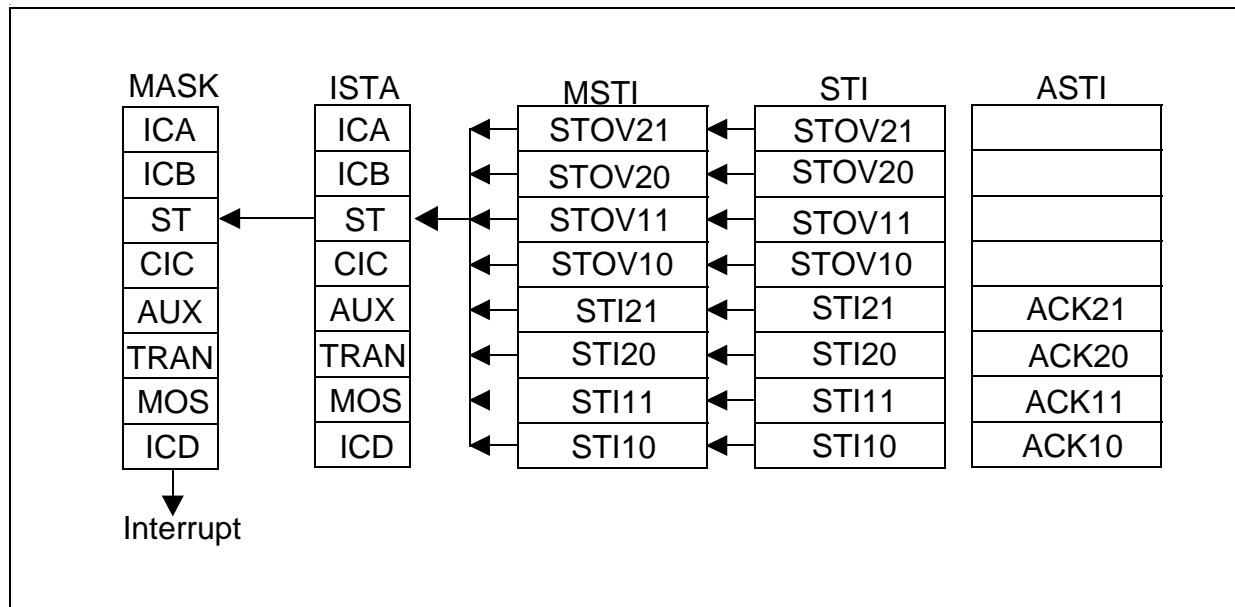 MASK ISTA MSTI STI ASTI
ICA ICA STOV21 STOV21
ICB ICB STOV20 STOV20
ST ST STOV11 STOV11
CIC CIC STOV10 STOV10
AUX AUX STI21 STI21 ACK21
TRAN TRAN STI20 STI20 ACK20
MOS MOS STI11 STI11 ACK11
ICD ICD STI10 STI10 ACK10
Interrupt